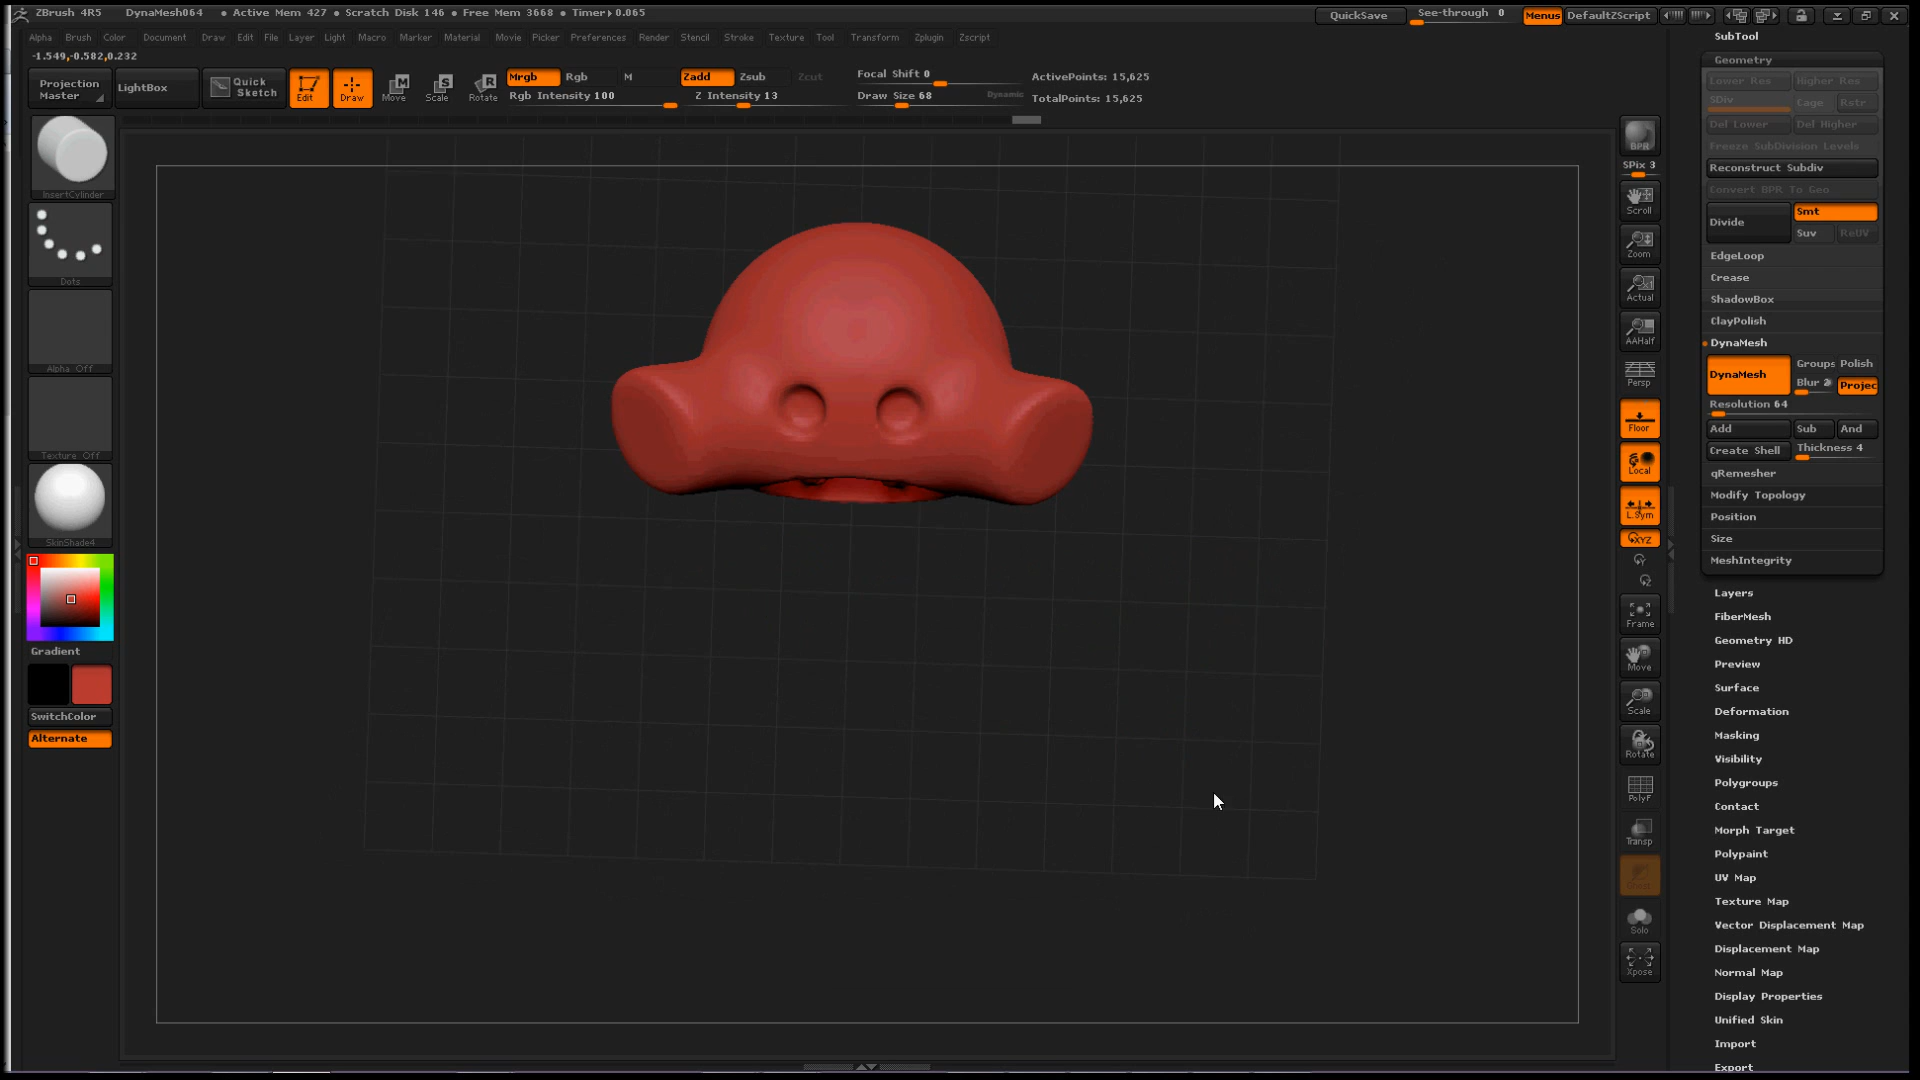 ZBrush 4R5 DynaMesh064 • Active Mem 427 • Scratch Disk 146 • Free Mem 3668 • Timer▸0.065 QuickSave See-through 0 Menus DefaultZScript
Alpha Brush Color Document Draw Edit File Layer Light Macro Marker Material Movie Picker Preferences Render Stencil Stroke Texture Tool Transform Zplugin Zscript
-1.549,-0.582,0.232
Projection Master
LightBox
Quick Sketch
Edit
Draw
Move
Scale
Rotate
Mrgb Rgb M
Rgb Intensity 100
Zadd Zsub Zcut
Z Intensity 13
Focal Shift 0
Draw Size 68 Dynamic
ActivePoints: 15,625
TotalPoints: 15,625
InsertCylinder
Dots
Alpha Off
Texture Off
SkinShade4
Gradient
SwitchColor
Alternate
BPR
SPix 3
Scroll
Zoom
Actual
AAHalf
Persp
Floor
Local
L.Sym
XYZ
Frame
Move
Scale
Rotate
PolyF
Transp
Ghost
Solo
Xpose
SubTool
Geometry
Lower Res Higher Res
SDiv Cage Rstr
Del Lower Del Higher
Freeze SubDivision Levels
Reconstruct Subdiv
Convert BPR To Geo
Divide Smt
Suv ReUV
EdgeLoop
Crease
ShadowBox
ClayPolish
DynaMesh
DynaMesh Groups Polish
Blur 2 Projec
Resolution 64
Add Sub And
Create Shell Thickness 4
qRemesher
Modify Topology
Position
Size
MeshIntegrity
Layers
FiberMesh
Geometry HD
Preview
Surface
Deformation
Masking
Visibility
Polygroups
Contact
Morph Target
Polypaint
UV Map
Texture Map
Vector Displacement Map
Displacement Map
Normal Map
Display Properties
Unified Skin
Import
Export